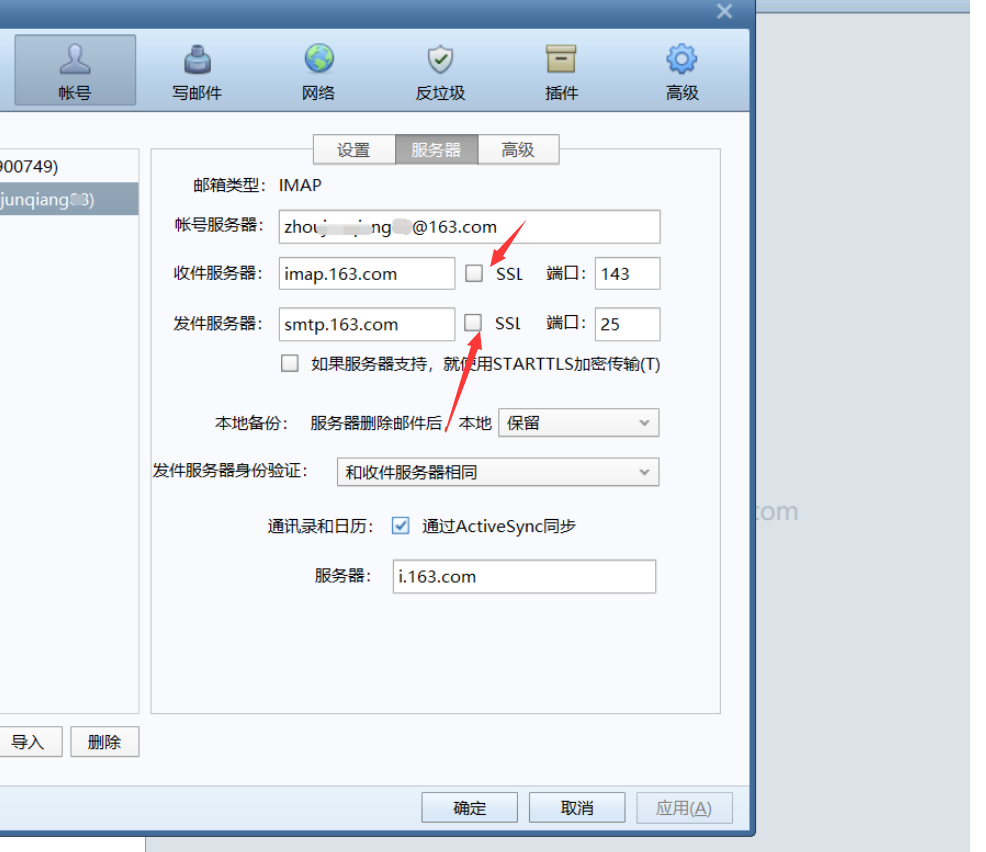 帐号
写邮件
网络
反垃圾
插件
高级
900749)
设置
服务器
高级
邮箱类型: IMAP
帐号服务器: @163.com
收件服务器: imap.163.com SSL 端口: 143
发件服务器: smtp.163.com SSL 端口: 25
如果服务器支持，就使用STARTTLS加密传输(T)
本地备份: 服务器删除邮件后，本地 保留
发件服务器身份验证: 和收件服务器相同
通讯录和日历: 通过ActiveSync同步
服务器: i.163.com
com
导入
删除
确定
取消
应用(A)